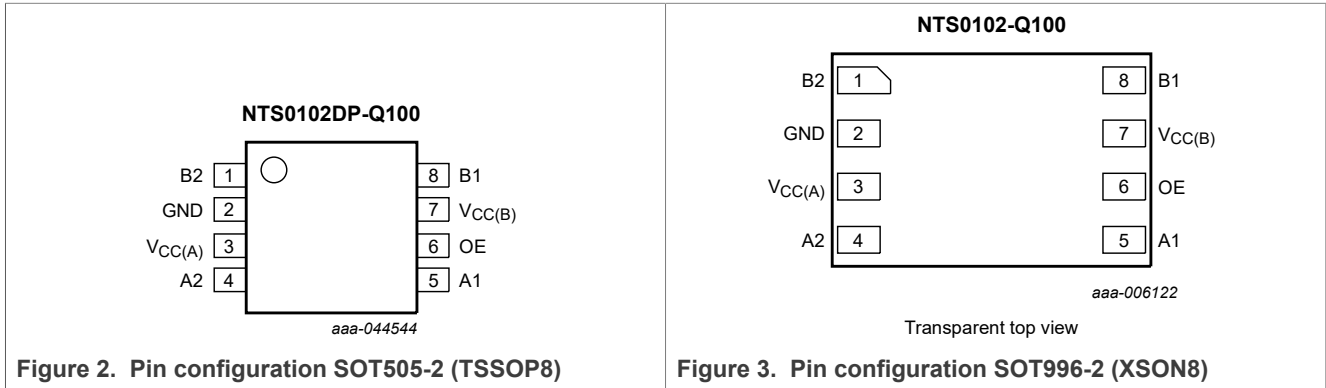 NTS0102DP-Q100
B2 1 8 B1
GND 2 7 VCC(B)
VCC(A) 3 6 OE
A2 4 5 A1
aaa-044544
Figure 2. Pin configuration SOT505-2 (TSSOP8)
NTS0102-Q100
B2 1 8 B1
GND 2 7 VCC(B)
VCC(A) 3 6 OE
A2 4 5 A1
aaa-006122
Transparent top view
Figure 3. Pin configuration SOT996-2 (XSON8)